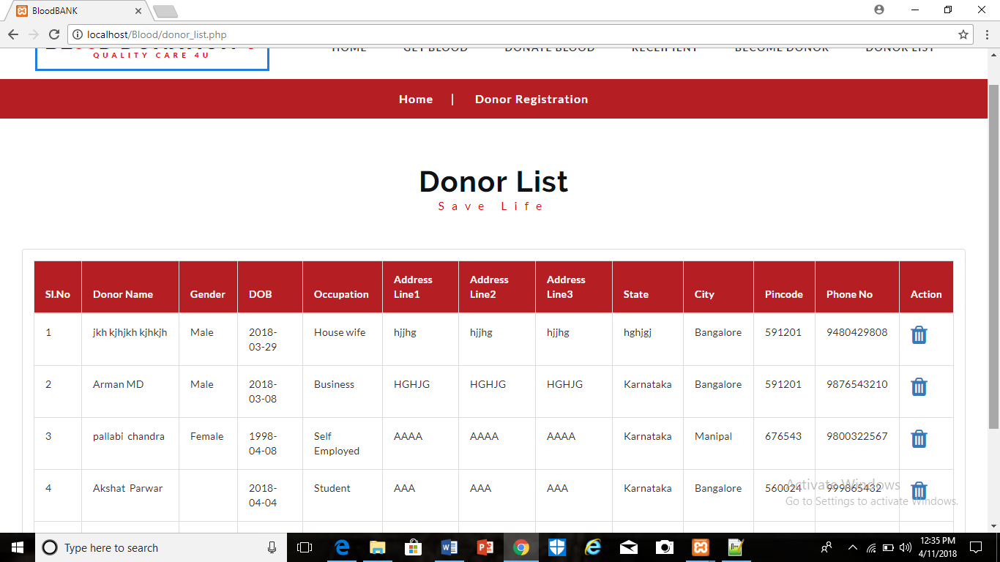 BloodBANK
localhost/Blood/donor_list.php
QUALITY CARE 4U
HOME GET BLOOD DONATE BLOOD RECEIPIENT BECOME DONOR DONOR LIST
Home | Donor Registration
Donor List
Save Life
Sl.No Donor Name Gender DOB Occupation Address Line1 Address Line2 Address Line3 State City Pincode Phone No Action
1 jkh kjhjkh kjhkjh Male 2018-03-29 House wife hjjhg hjjhg hjjhg hghjgj Bangalore 591201 9480429808
2 Arman MD Male 2018-03-08 Business HGHJG HGHJG HGHJG Karnataka Bangalore 591201 9876543210
3 pallabi chandra Female 1998-04-08 Self Employed AAAA AAAA AAAA Karnataka Manipal 676543 9800322567
4 Akshat Parwar 2018-04-04 Student AAA AAA AAA Karnataka Bangalore 560024 999865432
Activate Windows
Go to Settings to activate Windows.
Type here to search
12:35 PM
4/11/2018